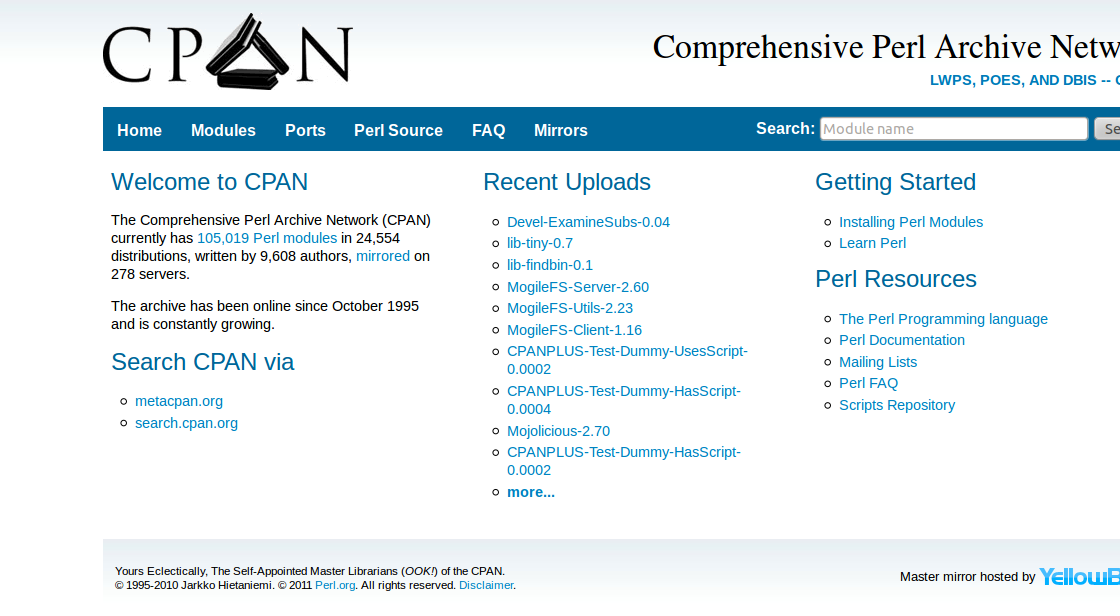 CPAN
Comprehensive Perl Archive
LWPS, POES, AND DBIS --
Home Modules Ports Perl Source FAQ Mirrors
Search: Module name
Welcome to CPAN
The Comprehensive Perl Archive Network (CPAN)
currently has 105,019 Perl modules in 24,554
distributions, written by 9,608 authors, mirrored on
278 servers.
The archive has been online since October 1995
and is constantly growing.
Search CPAN via
metacpan.org
search.cpan.org
Recent Uploads
Devel-ExamineSubs-0.04
lib-tiny-0.7
lib-findbin-0.1
MogileFS-Server-2.60
MogileFS-Utils-2.23
MogileFS-Client-1.16
CPANPLUS-Test-Dummy-UsesScript-
0.0002
CPANPLUS-Test-Dummy-HasScript-
0.0004
Mojolicious-2.70
CPANPLUS-Test-Dummy-HasScript-
0.0002
more...
Getting Started
Installing Perl Modules
Learn Perl
Perl Resources
The Perl Programming language
Perl Documentation
Mailing Lists
Perl FAQ
Scripts Repository
Yours Eclectically, The Self-Appointed Master Librarians (OOK!) of the CPAN.
© 1995-2010 Jarkko Hietaniemi. © 2011 Perl.org. All rights reserved. Disclaimer.
Master mirror hosted by